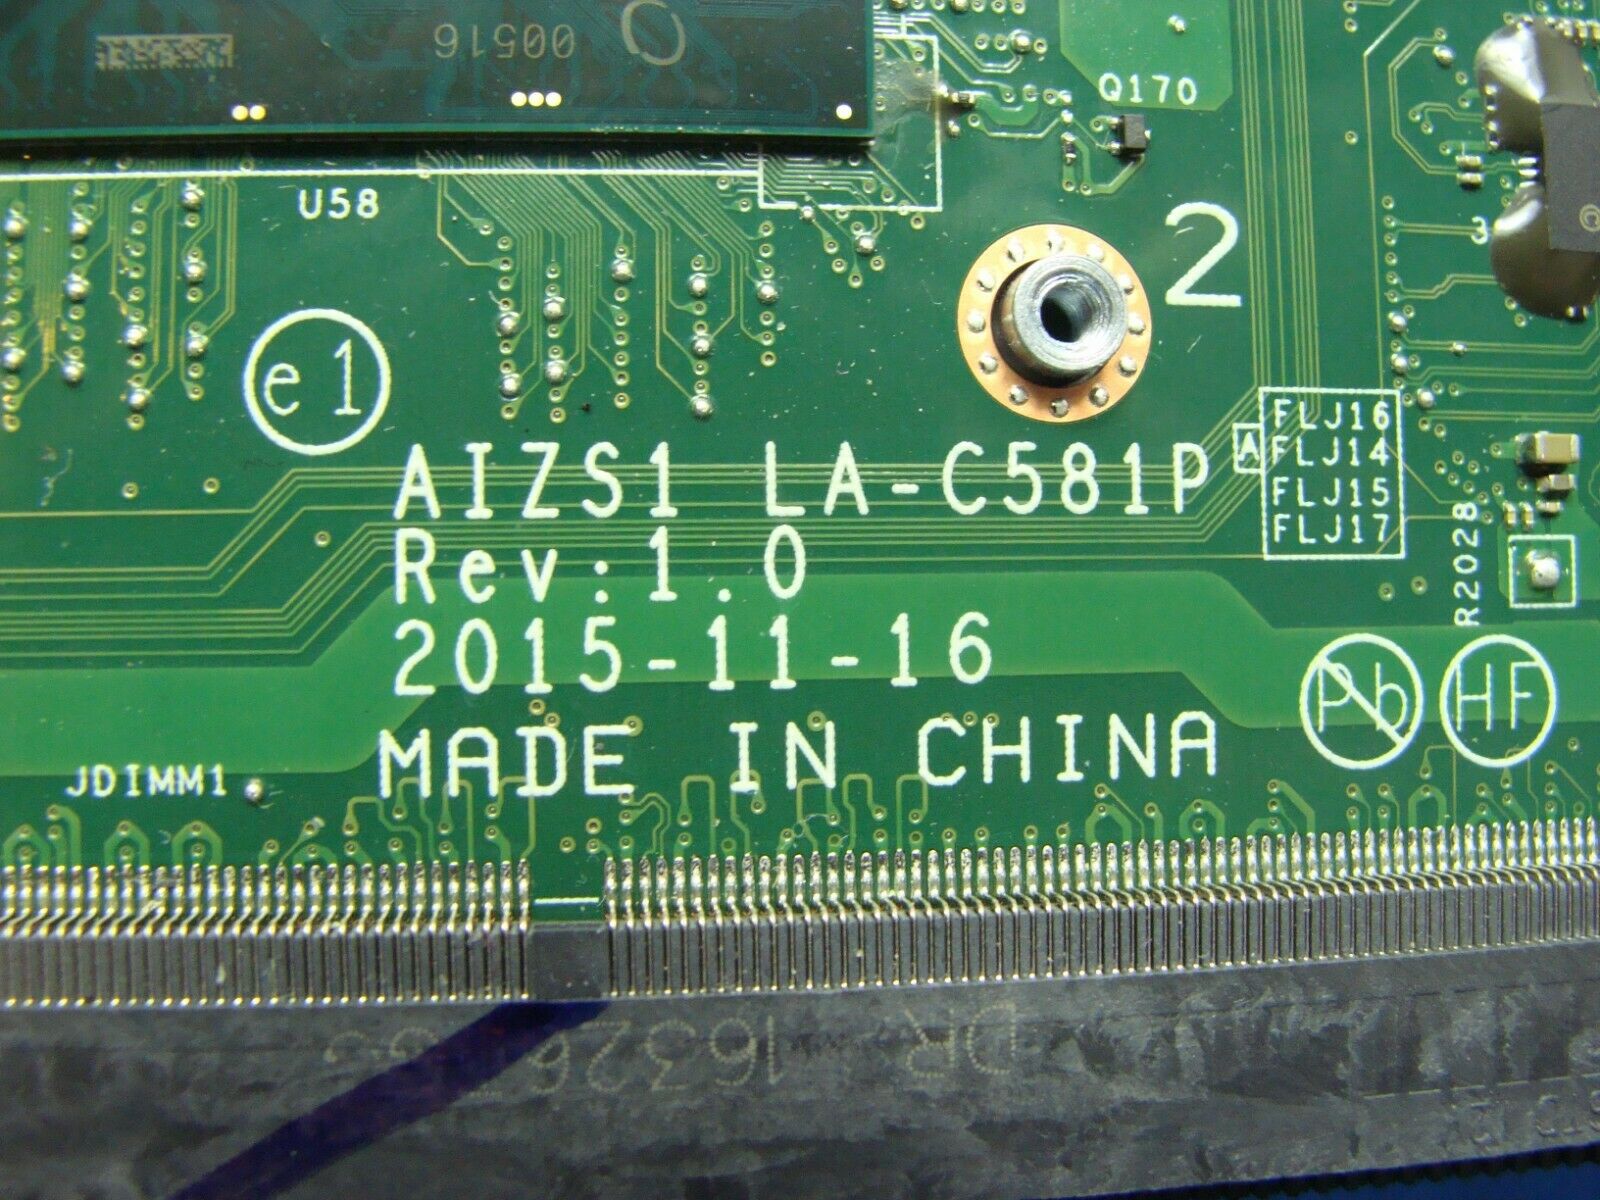 00516
Q170
U58
2
3
e1
AIZS1 LA-C581P
Rev:1.0
2015-11-16
MADE IN CHINA
A
FLJ16
FLJ14
FLJ15
FLJ17
R2028
Pb
HF
JDIMM1